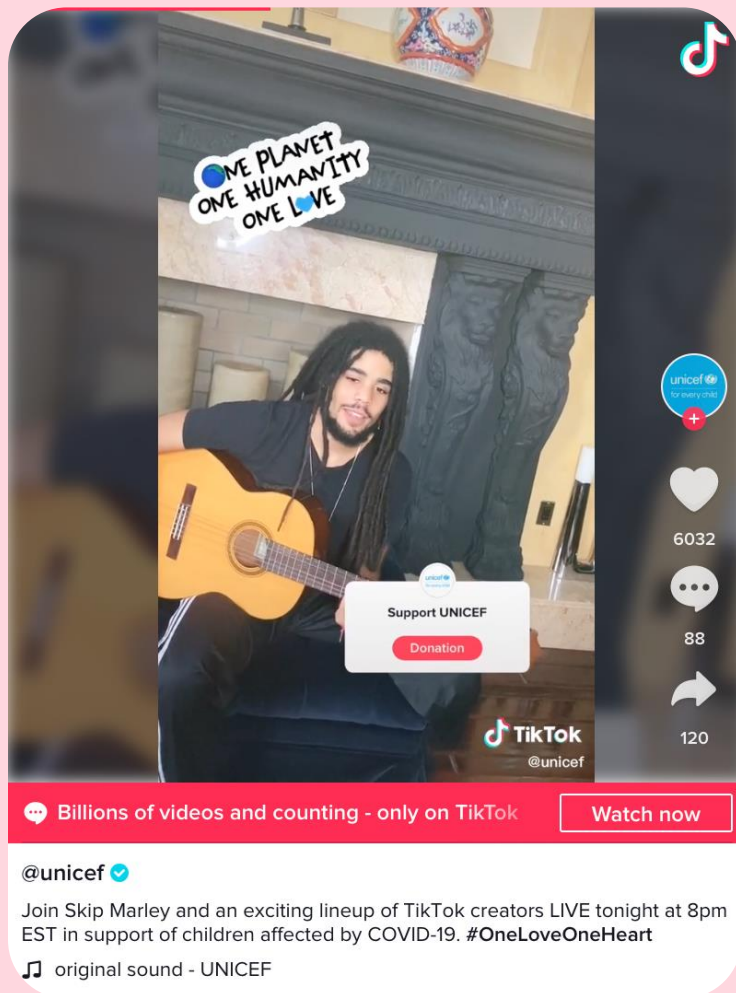 ONE PLANET
ONE HUMANITY
ONE LOVE
unicef
for every child
6032
unicef
Support UNICEF
Donation
88
120
TikTok
@unicef
Billions of videos and counting - only on TikTok
Watch now
@unicef
Join Skip Marley and an exciting lineup of TikTok creators LIVE tonight at 8pm
EST in support of children affected by COVID-19. #OneLoveOneHeart
original sound - UNICEF